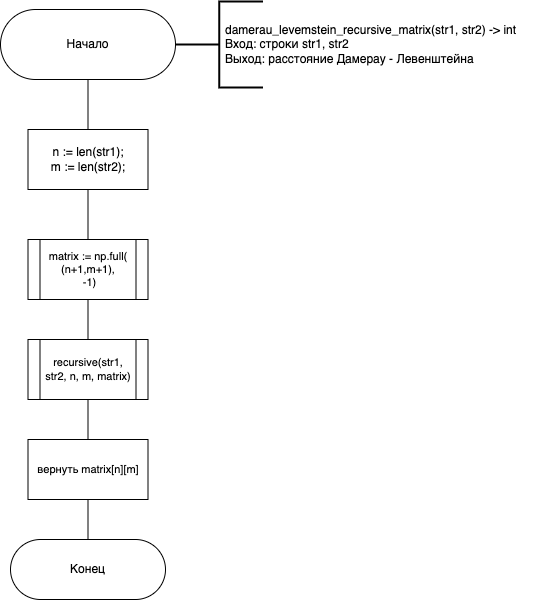 Начало
damerau_levemstein_recursive_matrix(str1, str2) -> int
Вход: строки str1, str2
Выход: расстояние Дамерау - Левенштейна
n := len(str1);
m := len(str2);
matrix := np.full(
(n+1,m+1),
-1)
recursive(str1,
str2, n, m, matrix)
вернуть matrix[n][m]
Конец